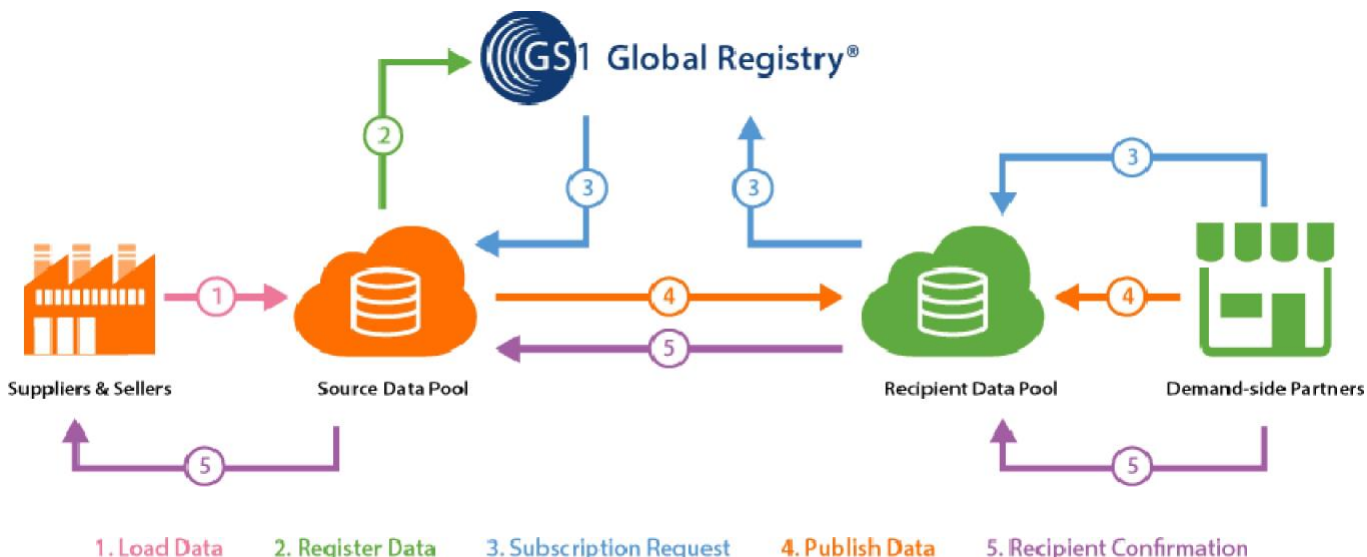 GS1 Global Registry®
2
3
3
3
1
4
4
5
Suppliers & Sellers
Source Data Pool
Recipient Data Pool
Demand-side Partners
5
5
1. Load Data 2. Register Data 3. Subscription Request 4. Publish Data 5. Recipient Confirmation